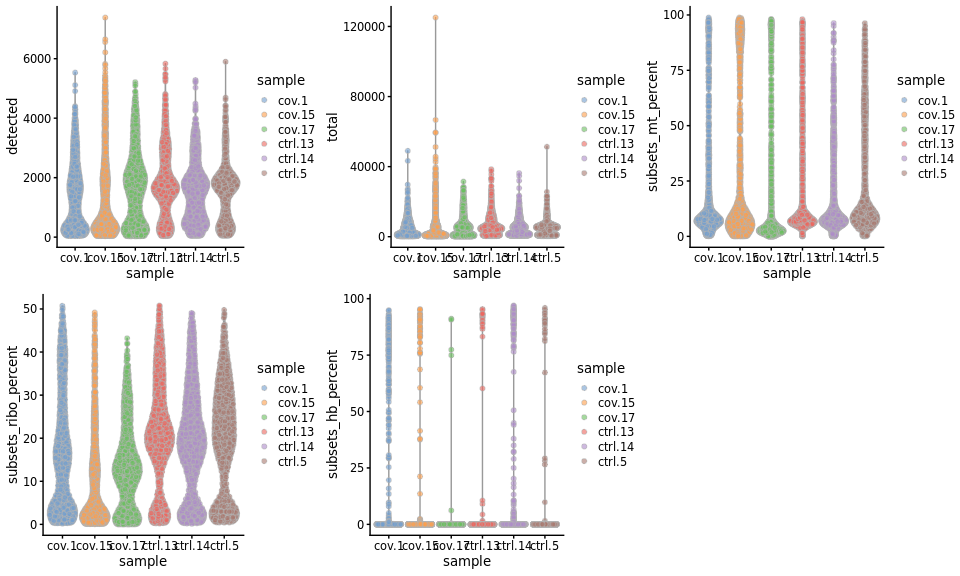 detected
6000
4000
2000
0
cov.1 cov.15 cov.17 ctrl.13 ctrl.14 ctrl.5
sample
sample
cov.1
cov.15
cov.17
ctrl.13
ctrl.14
ctrl.5
total
120000
80000
40000
0
cov.1 cov.15 cov.17 ctrl.13 ctrl.14 ctrl.5
sample
sample
cov.1
cov.15
cov.17
ctrl.13
ctrl.14
ctrl.5
subsets_mt_percent
100
75
50
25
0
cov.1 cov.15 cov.17 ctrl.13 ctrl.14 ctrl.5
sample
sample
cov.1
cov.15
cov.17
ctrl.13
ctrl.14
ctrl.5
subsets_ribo_percent
50
40
30
20
10
0
cov.1 cov.15 cov.17 ctrl.13 ctrl.14 ctrl.5
sample
sample
cov.1
cov.15
cov.17
ctrl.13
ctrl.14
ctrl.5
subsets_hb_percent
100
75
50
25
0
cov.1 cov.15 cov.17 ctrl.13 ctrl.14 ctrl.5
sample
sample
cov.1
cov.15
cov.17
ctrl.13
ctrl.14
ctrl.5